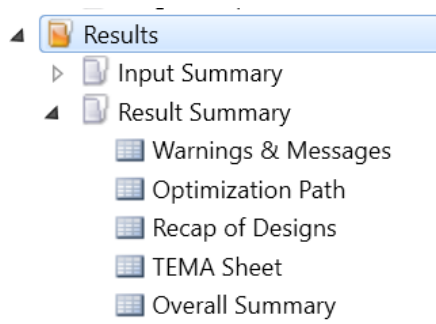 Results
Input Summary
Result Summary
Warnings & Messages
Optimization Path
Recap of Designs
TEMA Sheet
Overall Summary